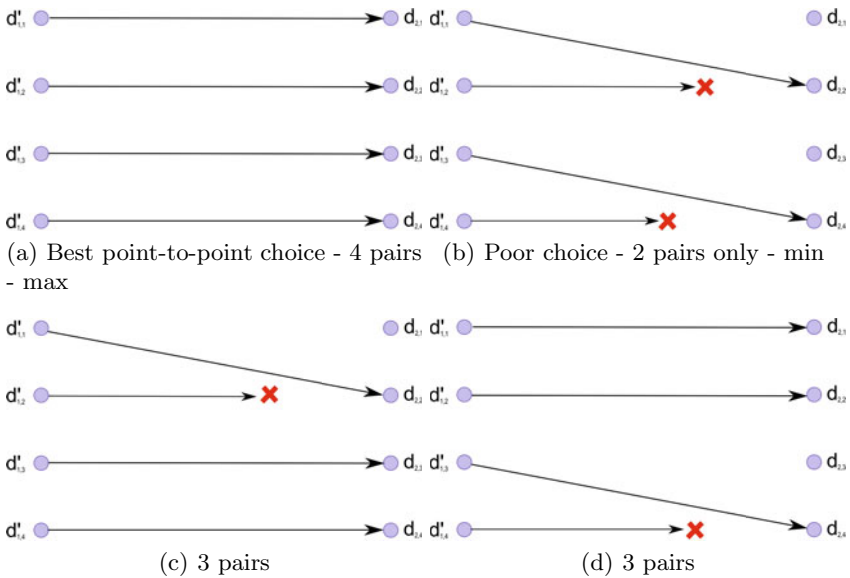 d'1,1 d2,1 d'1,1 d2,1
d'1,2 d2,2 d'1,2 d2,2
d'1,3 d2,3 d'1,3 d2,3
d'1,4 d2,4 d'1,4 d2,4
(a) Best point-to-point choice - 4 pairs
- max
(b) Poor choice - 2 pairs only - min
d'1,1 d2,1 d'1,1 d2,1
d'1,2 d2,2 d'1,2 d2,2
d'1,3 d2,3 d'1,3 d2,3
d'1,4 d2,4 d'1,4 d2,4
(c) 3 pairs
(d) 3 pairs